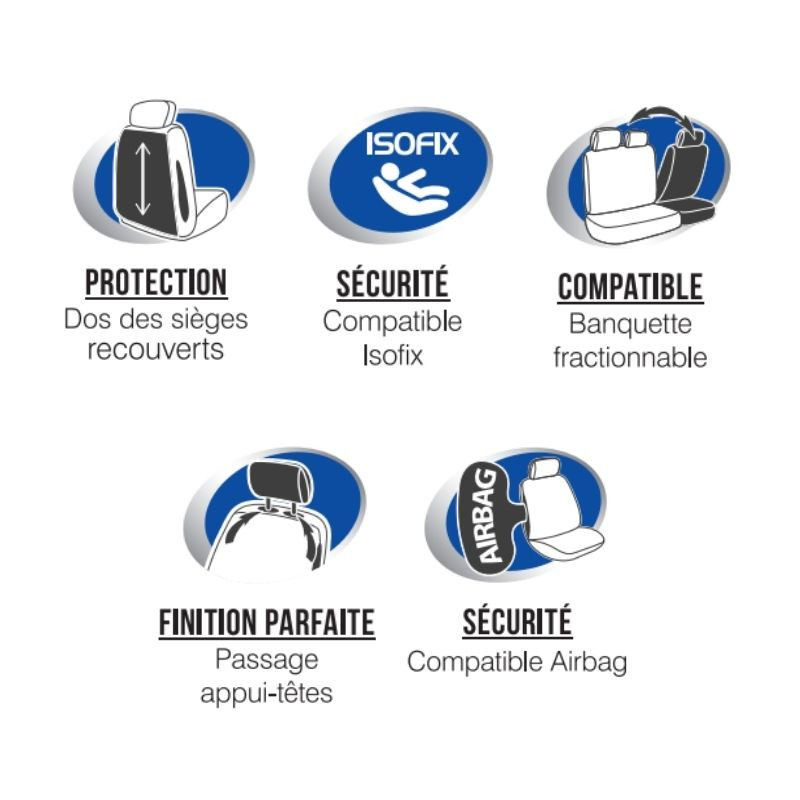 ISOFIX
PROTECTION
Dos des sièges
recouverts
SÉCURITÉ
Compatible
Isofix
COMPATIBLE
Banquette
fractionnable
AIRBAG
FINITION PARFAITE
Passage
appui-têtes
SÉCURITÉ
Compatible Airbag